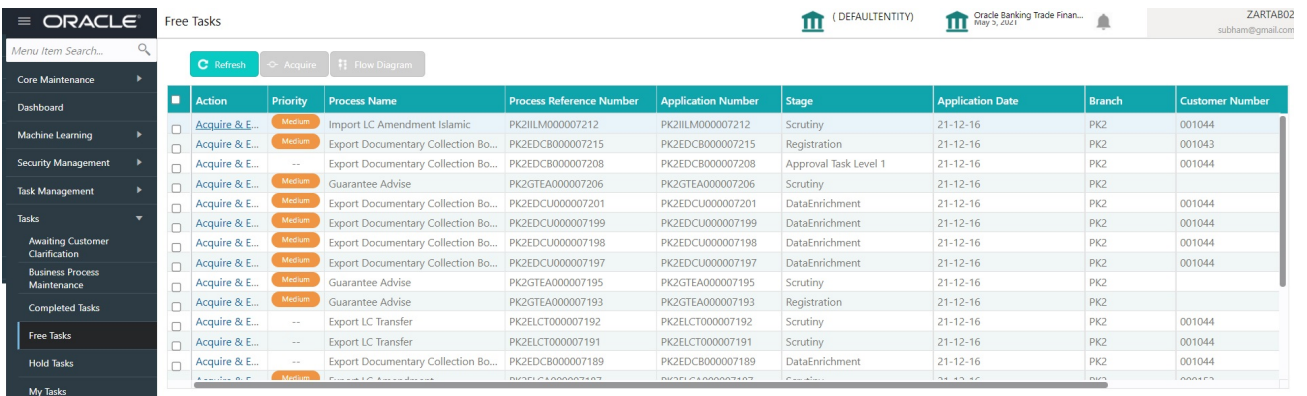 ORACLE
Free Tasks
( DEFAULTENTITY)
Oracle Banking Trade Finan...
May 5, 2021
ZARTAB02
subham@gmail.com
Menu Item Search...
Core Maintenance
Dashboard
Machine Learning
Security Management
Task Management
Tasks
Awaiting Customer
Clarification
Business Process
Maintenance
Completed Tasks
Free Tasks
Hold Tasks
My Tasks
Refresh Acquire Flow Diagram
Action Priority Process Name Process Reference Number Application Number Stage Application Date Branch Customer Number
Acquire & E... Medium Import LC Amendment Islamic PK2IILM000007212 PK2IILM000007212 Scrutiny 21-12-16 PK2 001044
Acquire & E... Medium Export Documentary Collection Bo... PK2EDCB000007215 PK2EDCB000007215 Registration 21-12-16 PK2 001043
Acquire & E... -- Export Documentary Collection Bo... PK2EDCB000007208 PK2EDCB000007208 Approval Task Level 1 21-12-16 PK2 001044
Acquire & E... Medium Guarantee Advise PK2GTEA000007206 PK2GTEA000007206 Scrutiny 21-12-16 PK2
Acquire & E... Medium Export Documentary Collection Bo... PK2EDCU000007201 PK2EDCU000007201 DataEnrichment 21-12-16 PK2 001044
Acquire & E... Medium Export Documentary Collection Bo... PK2EDCU000007199 PK2EDCU000007199 DataEnrichment 21-12-16 PK2 001044
Acquire & E... Medium Export Documentary Collection Bo... PK2EDCU000007198 PK2EDCU000007198 DataEnrichment 21-12-16 PK2 001044
Acquire & E... Medium Export Documentary Collection Bo... PK2EDCU000007197 PK2EDCU000007197 DataEnrichment 21-12-16 PK2 001044
Acquire & E... Medium Guarantee Advise PK2GTEA000007195 PK2GTEA000007195 Scrutiny 21-12-16 PK2
Acquire & E... Medium Guarantee Advise PK2GTEA000007193 PK2GTEA000007193 Registration 21-12-16 PK2
Acquire & E... -- Export LC Transfer PK2ELCT000007192 PK2ELCT000007192 Scrutiny 21-12-16 PK2 001044
Acquire & E... -- Export LC Transfer PK2ELCT000007191 PK2ELCT000007191 Scrutiny 21-12-16 PK2 001044
Acquire & E... -- Export Documentary Collection Bo... PK2EDCB000007189 PK2EDCB000007189 DataEnrichment 21-12-16 PK2 001044
Medium